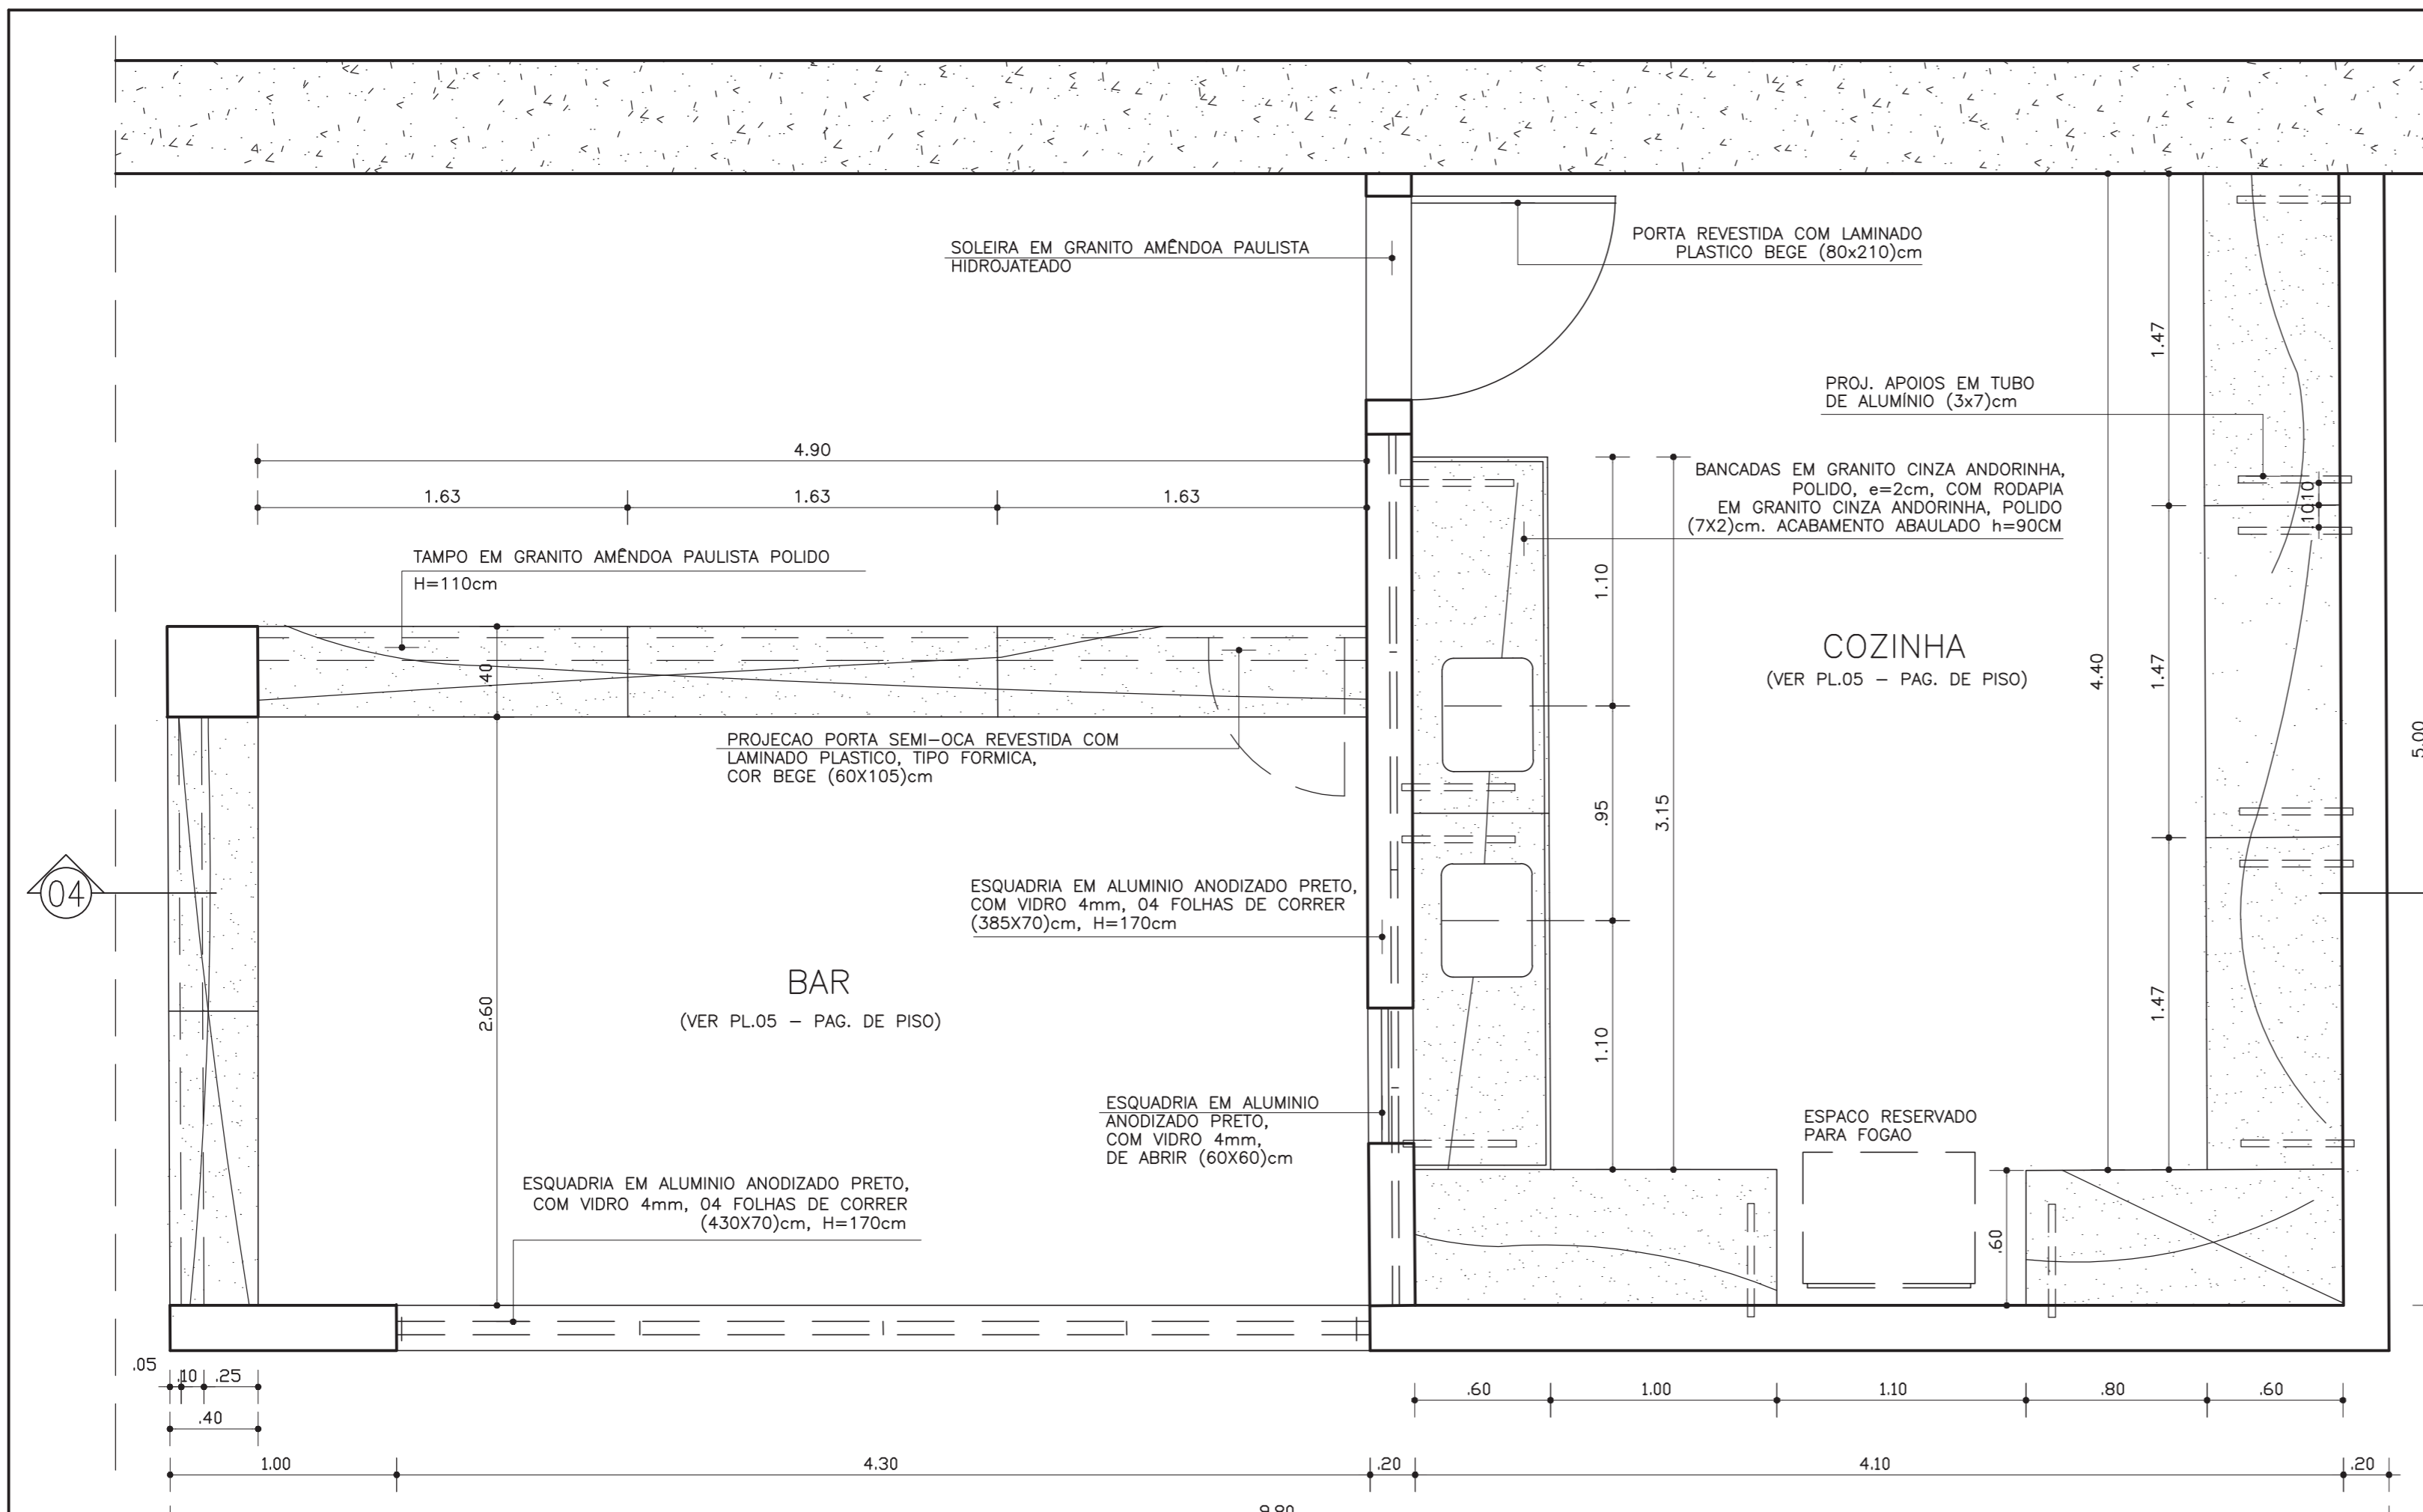 SOLEIRA EM GRANITO AMÊNDOA PAULISTA
HIDROJATEADO
PORTA REVESTIDA COM LAMINADO
PLASTICO BEGE (80x210)cm
1.47
PROJ. APOIOS EM TUBO
DE ALUMÍNIO (3x7)cm
4.90
1.63
1.63
1.63
BANCADAS EM GRANITO CINZA ANDORINHA,
POLIDO, e=2cm, COM RODAPIA
EM GRANITO CINZA ANDORINHA, POLIDO
(7X2)cm. ACABAMENTO ABAULADO h=90CM
.10
.10
TAMPO EM GRANITO AMÊNDOA PAULISTA POLIDO
H=110cm
1.10
.40
COZINHA
(VER PL.05 – PAG. DE PISO)
4.40
1.47
5.00
PROJECAO PORTA SEMI-OCA REVESTIDA COM
LAMINADO PLASTICO, TIPO FORMICA,
COR BEGE (60X105)cm
.95
3.15
04
ESQUADRIA EM ALUMINIO ANODIZADO PRETO,
COM VIDRO 4mm, 04 FOLHAS DE CORRER
(385X70)cm, H=170cm
BAR
(VER PL.05 – PAG. DE PISO)
2.60
1.10
1.47
ESQUADRIA EM ALUMINIO
ANODIZADO PRETO,
COM VIDRO 4mm,
DE ABRIR (60X60)cm
ESPACO RESERVADO
PARA FOGAO
ESQUADRIA EM ALUMINIO ANODIZADO PRETO,
COM VIDRO 4mm, 04 FOLHAS DE CORRER
(430X70)cm, H=170cm
.60
.05
.10
.25
.60
1.00
1.10
.80
.60
.40
1.00
4.30
.20
4.10
.20
9.80